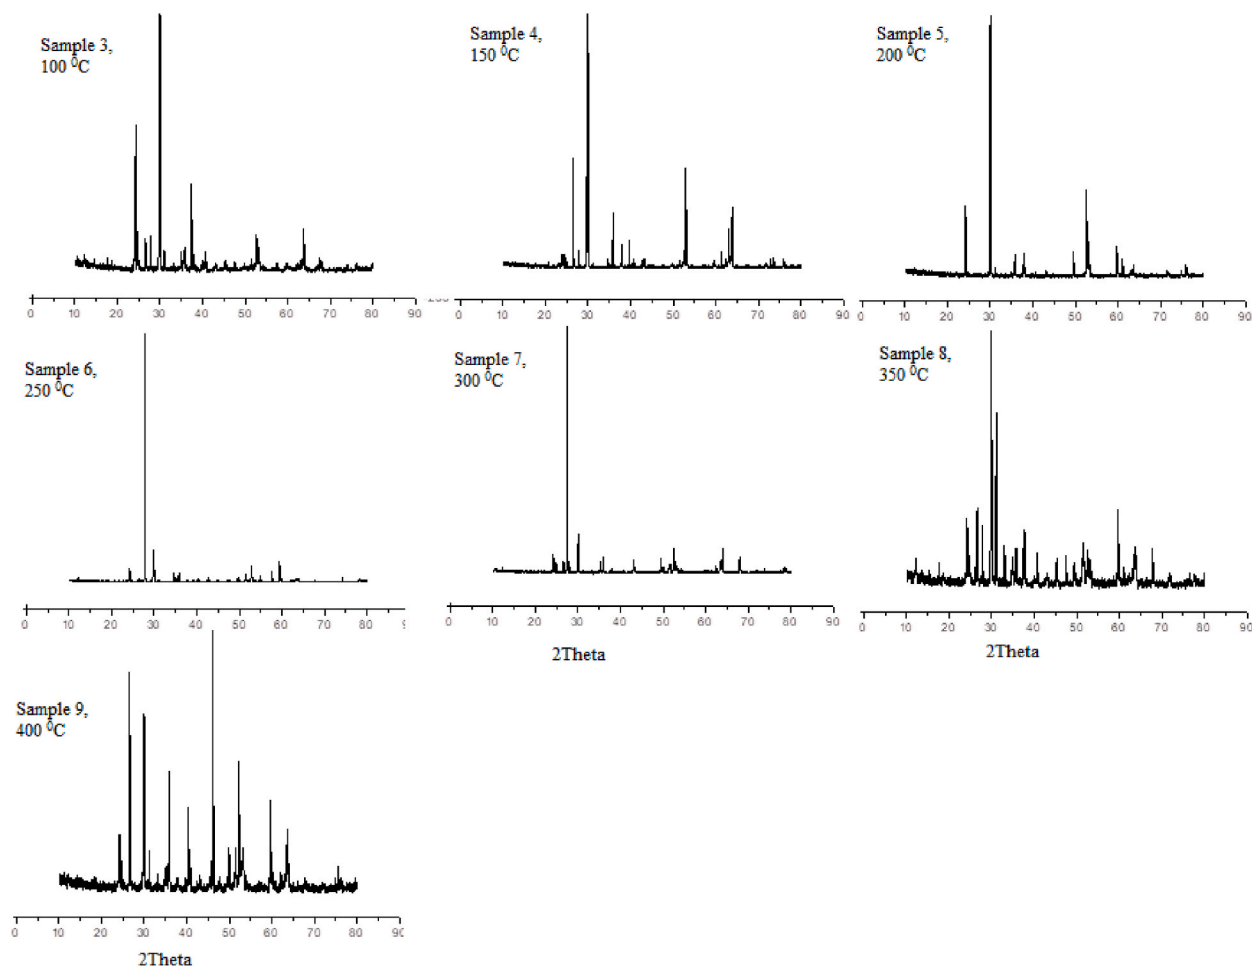 Sample 3,
100 ⁰C
0 10 20 30 40 50 60 70 80 90
Sample 4,
150 ⁰C
0 10 20 30 40 50 60 70 80 90
Sample 5,
200 ⁰C
0 10 20 30 40 50 60 70 80 90
Sample 6,
250 ⁰C
0 10 20 30 40 50 60 70 80
Sample 7,
300 ⁰C
0 10 20 30 40 50 60 70 80 90
2Theta
Sample 8,
350 ⁰C
0 10 20 30 40 50 60 70 80 90
2Theta
Sample 9,
400 ⁰C
0 10 20 30 40 50 60 70 80 90
2Theta